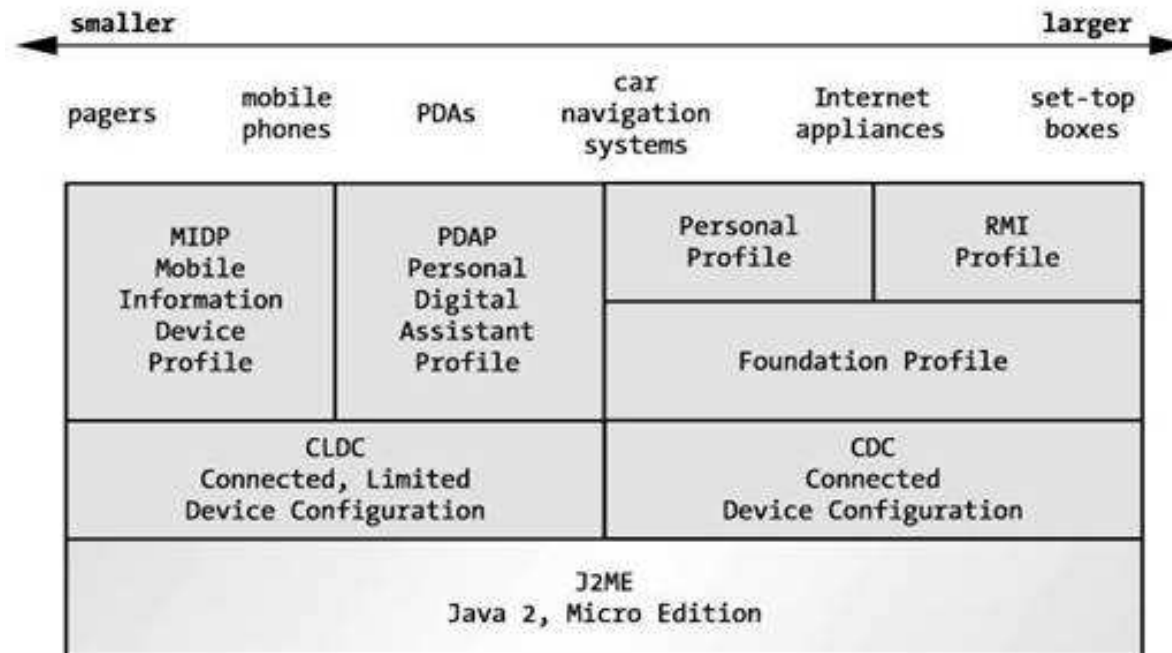 smaller
larger
pagers
mobile
phones
PDAs
car
navigation
systems
Internet
appliances
set-top
boxes
MIDP
Mobile
Information
Device
Profile
PDAP
Personal
Digital
Assistant
Profile
Personal
Profile
RMI
Profile
Foundation Profile
CLDC
Connected, Limited
Device Configuration
CDC
Connected
Device Configuration
J2ME
Java 2, Micro Edition